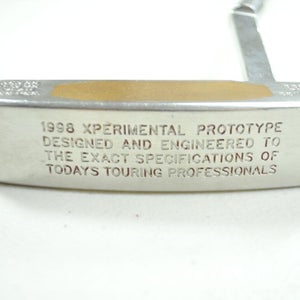 1998 XPERIMENTAL PROTOTYPE
DESIGNED AND ENGINEERED TO
THE EXACT SPECIFICATIONS OF
TODAYS TOURING PROFESSIONALS